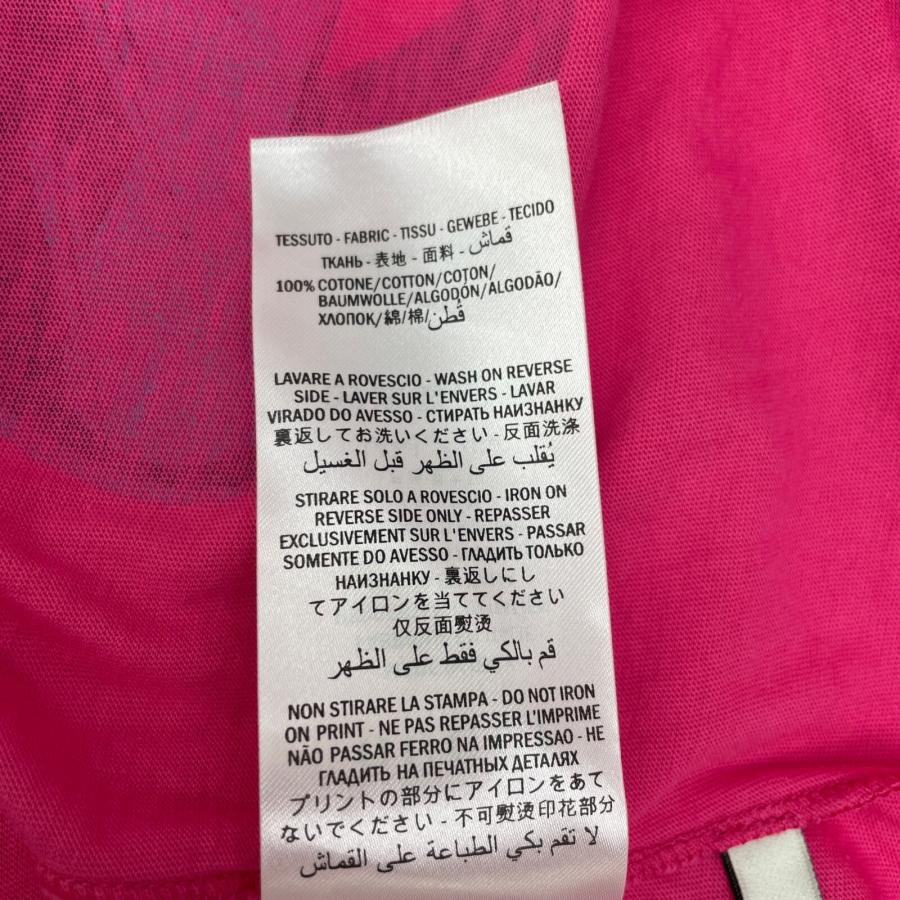 TESSUTO - FABRIC - TISSU - GEWEBE - TECIDO
ТКАНЬ - 表地 - 面料 - قماش
100% COTONE/COTTON/COTON/
BAUMWOLLE/ALGODÓN/ALGODÃO/
ХЛОПОК/綿/棉/قُطن
LAVARE A ROVESCIO - WASH ON REVERSE
SIDE - LAVER SUR L'ENVERS - LAVAR
VIRADO DO AVESSO - СТИРАТЬ НАИЗНАНКУ
裏返してお洗いください - 反面洗涤
يُقلب على الظهر قبل الغسيل
STIRARE SOLO A ROVESCIO - IRON ON
REVERSE SIDE ONLY - REPASSER
EXCLUSIVEMENT SUR L'ENVERS - PASSAR
SOMENTE DO AVESSO - ГЛАДИТЬ ТОЛЬКО
НАИЗНАНКУ - 裏返しにし
てアイロンを当ててください
仅反面熨烫
قم بالكي فقط على الظهر
NON STIRARE LA STAMPA - DO NOT IRON
ON PRINT - NE PAS REPASSER L'IMPRIME
NÃO PASSAR FERRO NA IMPRESSAO - НЕ
ГЛАДИТЬ НА ПЕЧАТНЫХ ДЕТАЛЯХ
プリントの部分にアイロンをあて
ないでください - 不可熨烫印花部分
لا تقم بكي الطباعة على القماش